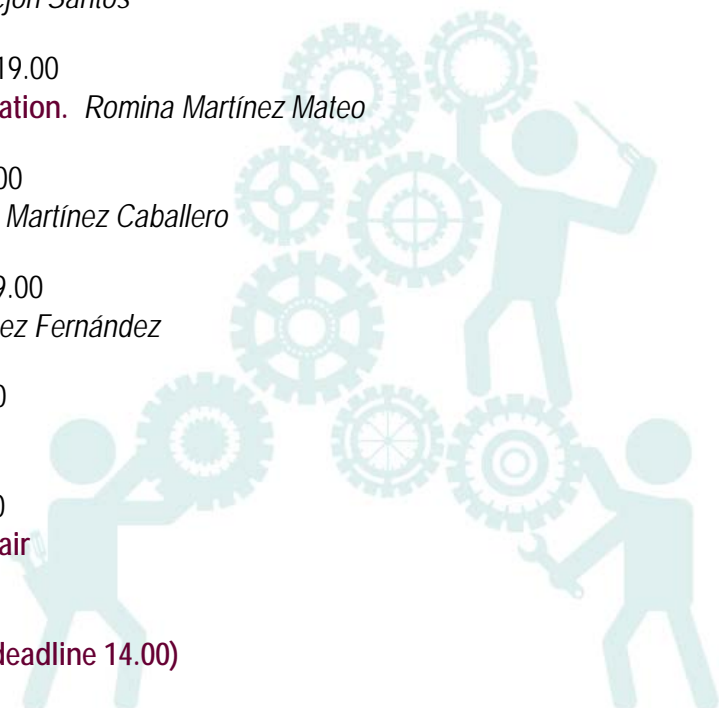 ejón Santos
19.00
ation. Romina Martínez Mateo
00
Martínez Caballero
9.00
ez Fernández
0
0
air
deadline 14.00)